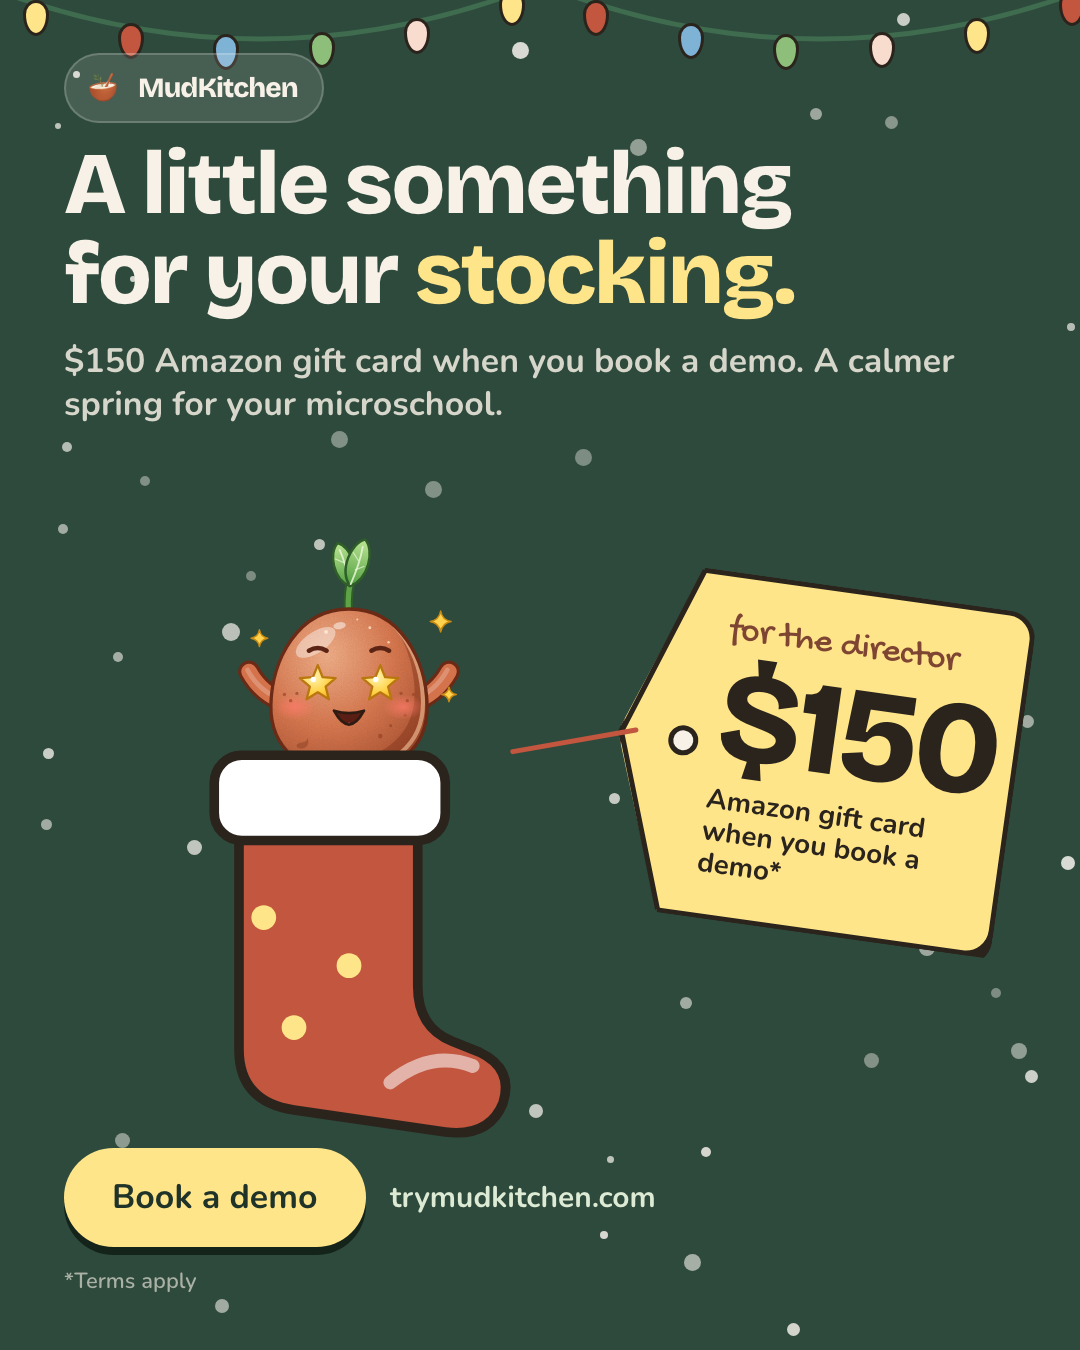 MudKitchen
A little something
for your stocking.
$150 Amazon gift card when you book a demo. A calmer
spring for your microschool.
for the director
$150
Amazon gift card
when you book a
demo*
Book a demo
trymudkitchen.com
*Terms apply